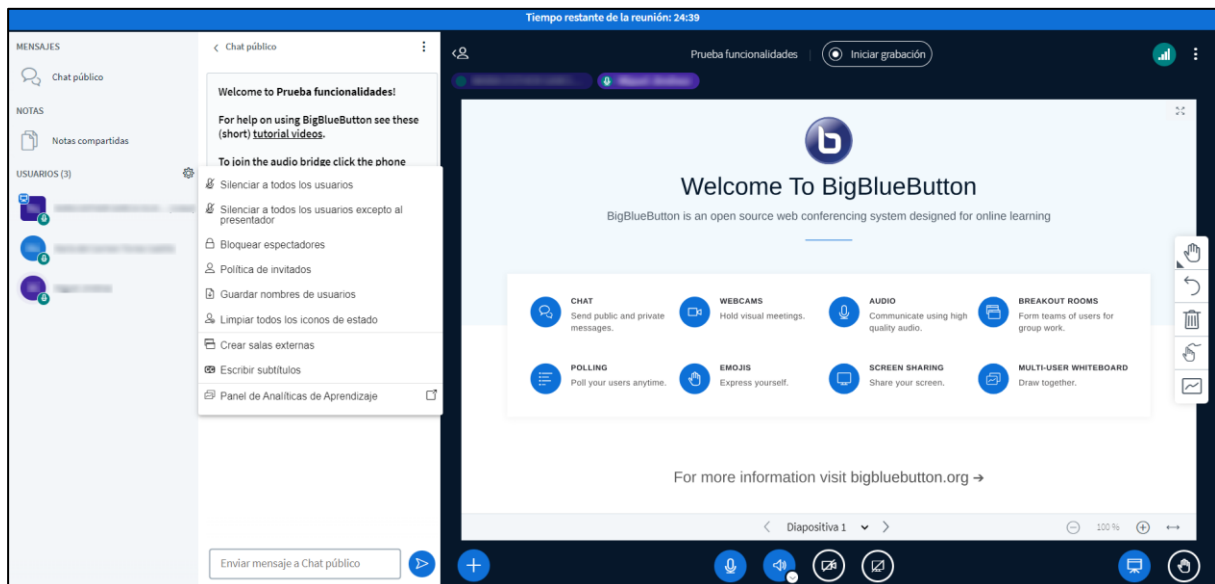 Tiempo restante de la reunión: 24:39
MENSAJES
Chat público
NOTAS
Notas compartidas
USUARIOS (3)
Chat público
Welcome to Prueba funcionalidades!
For help on using BigBlueButton see these
(short) tutorial videos.
To join the audio bridge click the phone
Silenciar a todos los usuarios
Silenciar a todos los usuarios excepto al
presentador
Bloquear espectadores
Política de invitados
Guardar nombres de usuarios
Limpiar todos los iconos de estado
Crear salas externas
Escribir subtítulos
Panel de Analíticas de Aprendizaje
Enviar mensaje a Chat público
Prueba funcionalidades
Iniciar grabación
b
Welcome To BigBlueButton
BigBlueButton is an open source web conferencing system designed for online learning
CHAT
Send public and private
messages.
WEBCAMS
Hold visual meetings.
AUDIO
Communicate using high
quality audio.
BREAKOUT ROOMS
Form teams of users for
group work.
POLLING
Poll your users anytime.
EMOJIS
Express yourself.
SCREEN SHARING
Share your screen.
MULTI-USER WHITEBOARD
Draw together.
For more information visit bigbluebutton.org →
Diapositiva 1
100 %